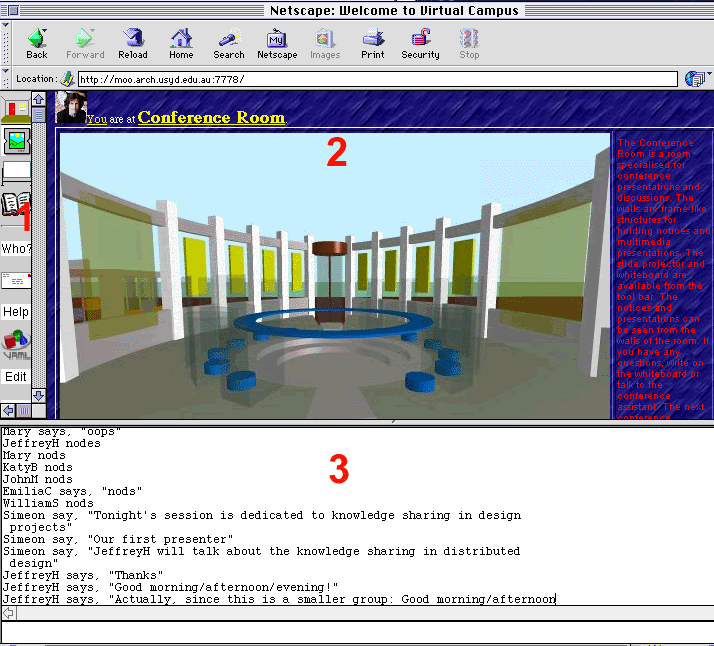 Netscape: Welcome to Virtual Campus
Back Forward Reload Home Search Netscape Images Print Security Stop
My
Location: http://moo.arch.usyd.edu.au:7778/
You are at Conference Room
1
2
Who?
Help
VRML
Edit
The Conference
Room is a room
specialised for
conference
presentations and
discussions. The
walls are frame-like
structures for
holding notices and
multimedia
presentations. The
slide projector and
whiteboard are
available from the
tool bar. The
notices and
presentations can
be seen from the
walls of the room. If
you have any
questions, write on
the whiteboard or
talk to the
conference
assistant. The next
conference
3
Mary says, "oops"
JeffreyH nodes
Mary nods
KatyB nods
JohnM nods
EmiliaC says, "nods"
WilliamS nods
Simeon say, "Tonight's session is dedicated to knowledge sharing in design
projects"
Simeon say, "Our first presenter"
Simeon say, "JeffreyH will talk about the knowledge sharing in distributed
design"
JeffreyH says, "Thanks"
JeffreyH says, "Good morning/afternoon/evening!"
JeffreyH says, "Actually, since this is a smaller group: Good morning/afternoon